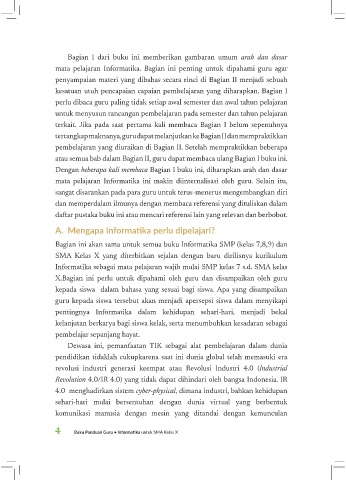 Bagian I dari buku ini memberikan gambaran umum arah dan dasar
mata pelajaran Informatika. Bagian ini penting untuk dipahami guru agar
penyampaian materi yang dibahas secara rinci di Bagian II menjadi sebuah
kesatuan utuh pencapaian capaian pembelajaran yang diharapkan. Bagian I
perlu dibaca guru paling tidak setiap awal semester dan awal tahun pelajaran
untuk menyusun rancangan pembelajaran pada semester dan tahun pelajaran
terkait. Jika pada saat pertama kali membaca Bagian I belum sepenuhnya
tertangkap maknanya, guru dapat melanjutkan ke Bagian II dan mempraktikkan
pembelajaran yang diuraikan di Bagian II. Setelah mempraktikkan beberapa
atau semua bab dalam Bagian II, guru dapat membaca ulang Bagian I buku ini.
Dengan beberapa kali membaca Bagian I buku ini, diharapkan arah dan dasar
mata pelajaran Informatika ini makin diinternalisasi oleh guru. Selain itu,
sangat disarankan pada para guru untuk terus-menerus mengembangkan diri
dan memperdalam ilmunya dengan membaca referensi yang dituliskan dalam
daftar pustaka buku ini atau mencari referensi lain yang relevan dan berbobot.
A. Mengapa Informatika perlu dipelajari?
Bagian ini akan sama untuk semua buku Informatika SMP (kelas 7,8,9) dan
SMA Kelas X yang diterbitkan sejalan dengan baru dirilisnya kurikulum
Informatika sebagai mata pelajaran wajib mulai SMP kelas 7 s.d. SMA kelas
X.Bagian ini perlu untuk dipahami oleh guru dan disampaikan oleh guru
kepada siswa dalam bahasa yang sesuai bagi siswa. Apa yang disampaikan
guru kepada siswa tersebut akan menjadi apersepsi siswa dalam menyikapi
pentingnya Informatika dalam kehidupan sehari-hari, menjadi bekal
kelanjutan berkarya bagi siswa kelak, serta menumbuhkan kesadaran sebagai
pembelajar sepanjang hayat.
Dewasa ini, pemanfaatan TIK sebagai alat pembelajaran dalam dunia
pendidikan tidaklah cukupkarena saat ini dunia global telah memasuki era
revolusi industri generasi keempat atau Revolusi Industri 4.0 (Industrial
Revolution 4.0/IR 4.0) yang tidak dapat dihindari oleh bangsa Indonesia. IR
4.0 menghadirkan sistem cyber-physical, dimana industri, bahkan kehidupan
sehari-hari mulai bersentuhan dengan dunia virtual yang berbentuk
komunikasi manusia dengan mesin yang ditandai dengan kemunculan
4 Buku Panduan Guru • Informatika untuk SMA Kelas X